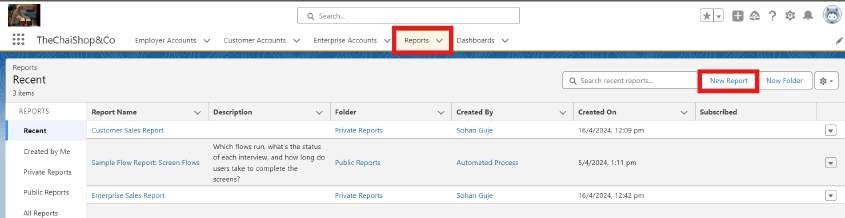 Search...
TheChaiShop&Co Employer Accounts Customer Accounts Enterprise Accounts Reports Dashboards
Reports
Recent
3 items
Search recent reports... New Report New Folder
REPORTS Report Name Description Folder Created By Created On Subscribed
Recent Customer Sales Report Private Reports Sohan Guje 16/4/2024, 12:09 pm
Created by Me Sample Flow Report: Screen Flows Which flows run, what's the status of each interview, and how long do users take to complete the screens? Public Reports Automated Process 5/4/2024, 1:11 pm
Private Reports
Public Reports Enterprise Sales Report Private Reports Sohan Guje 16/4/2024, 12:42 pm
All Reports